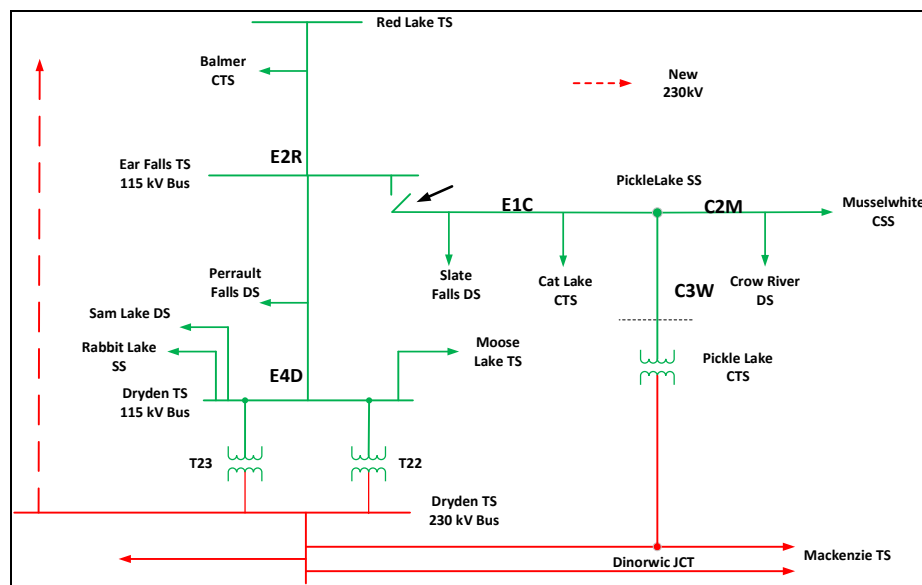 Red Lake TS
Balmer
CTS
New
230kV
E2R
Ear Falls TS
115 kV Bus
PickleLake SS
E1C
C2M
Musselwhite
CSS
Slate
Falls DS
Cat Lake
CTS
Crow River
DS
Perrault
Falls DS
C3W
Sam Lake DS
Rabbit Lake
SS
Moose
Lake TS
Pickle Lake
CTS
E4D
Dryden TS
115 kV Bus
T23
T22
Dryden TS
230 kV Bus
Dinorwic JCT
Mackenzie TS